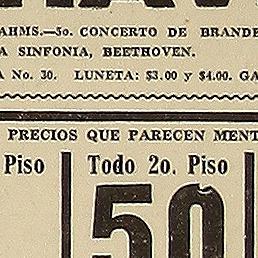 AHMS.—5o. CONCERTO DE BRANDE
A SINFONIA, BEETHOVEN.
A No. 30. LUNETA: $3.00 y $4.00. GA
PRECIOS QUE PARECEN MENT
Piso
Todo 2o. Piso
50